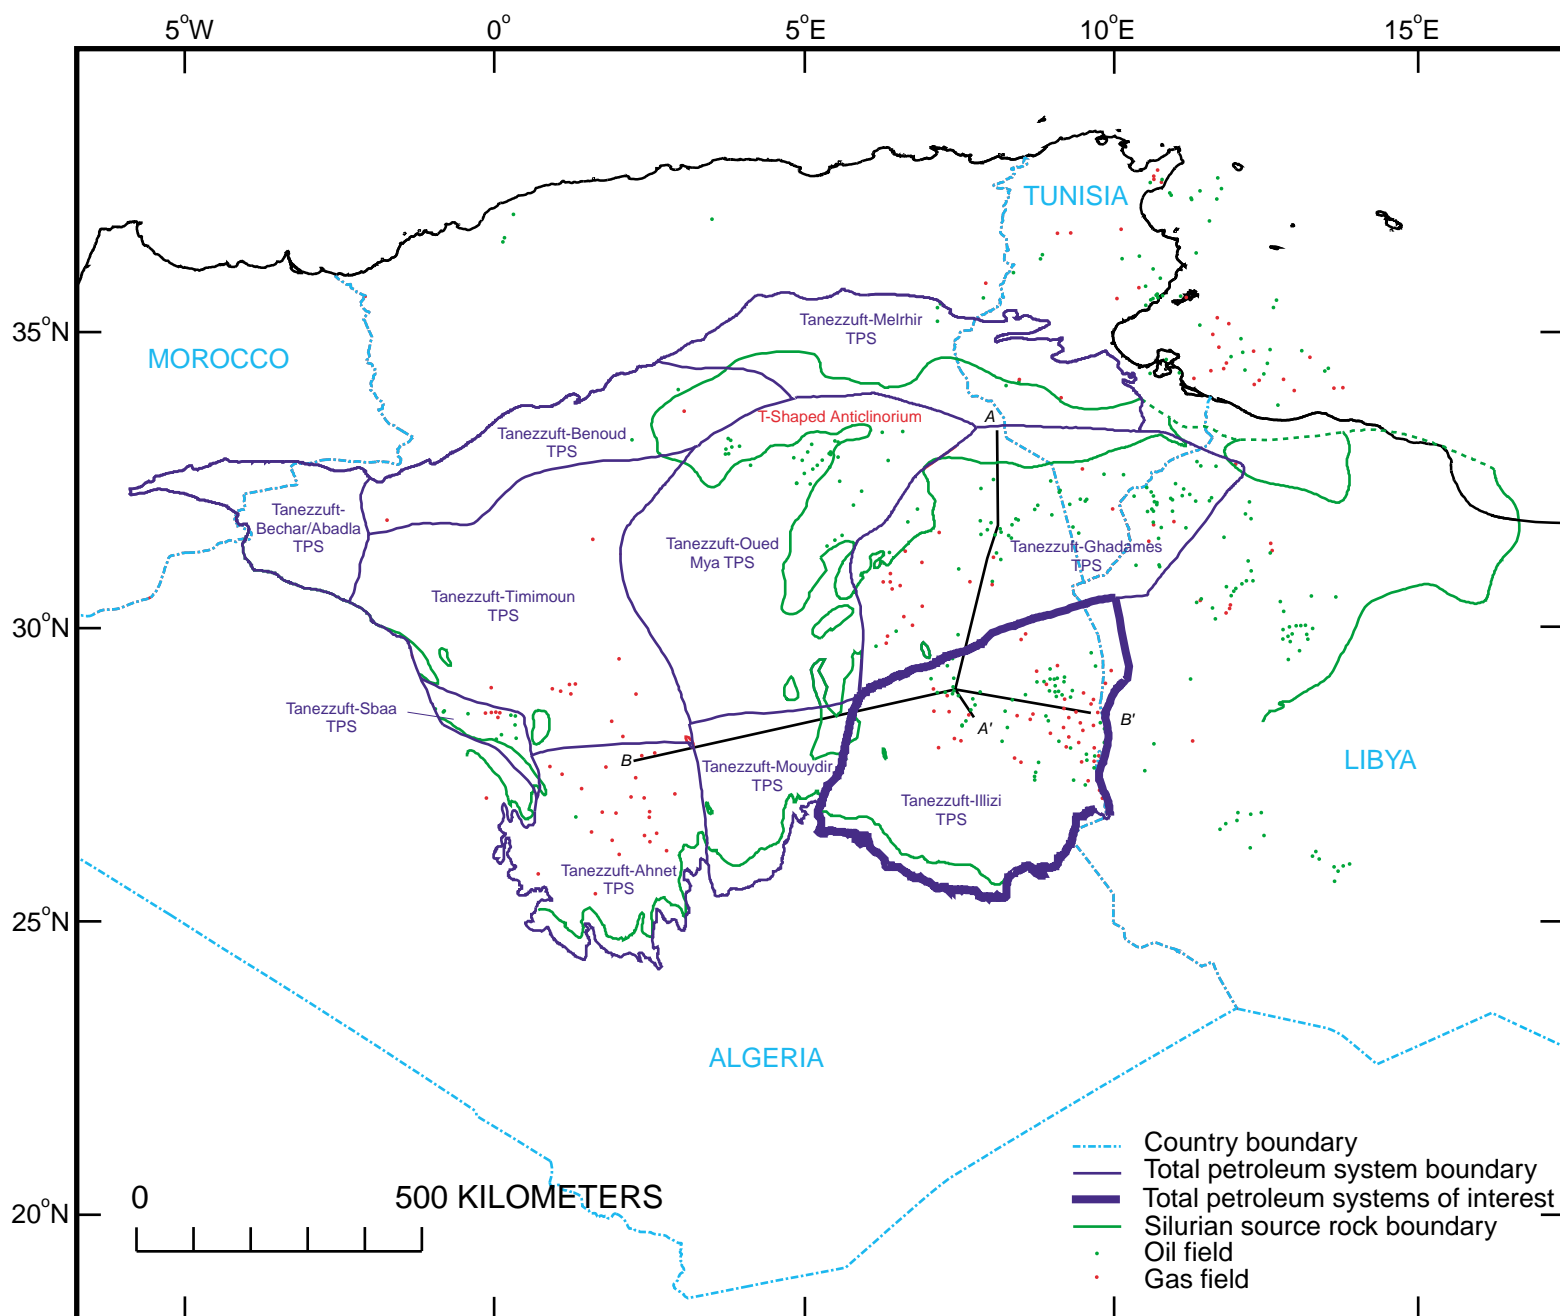 5°W
0°
5°E
10°E
15°E
TUNISIA
35°N
MOROCCO
Tanezzuft-Melrhir
TPS
T-Shaped Anticlinorium
A
Tanezzuft-Benoud
TPS
Tanezzuft-
Bechar/Abadla
TPS
Tanezzuft-Oued
Mya TPS
Tanezzuft-Ghadames
TPS
Tanezzuft-Timimoun
TPS
30°N
Tanezzuft-Sbaa
TPS
A'
B'
B
LIBYA
Tanezzuft-Mouydir
TPS
Tanezzuft-Illizi
TPS
Tanezzuft-Ahnet
TPS
25°N
ALGERIA
Country boundary
Total petroleum system boundary
Total petroleum systems of interest
Silurian source rock boundary
Oil field
Gas field
0
500 KILOMETERS
20°N